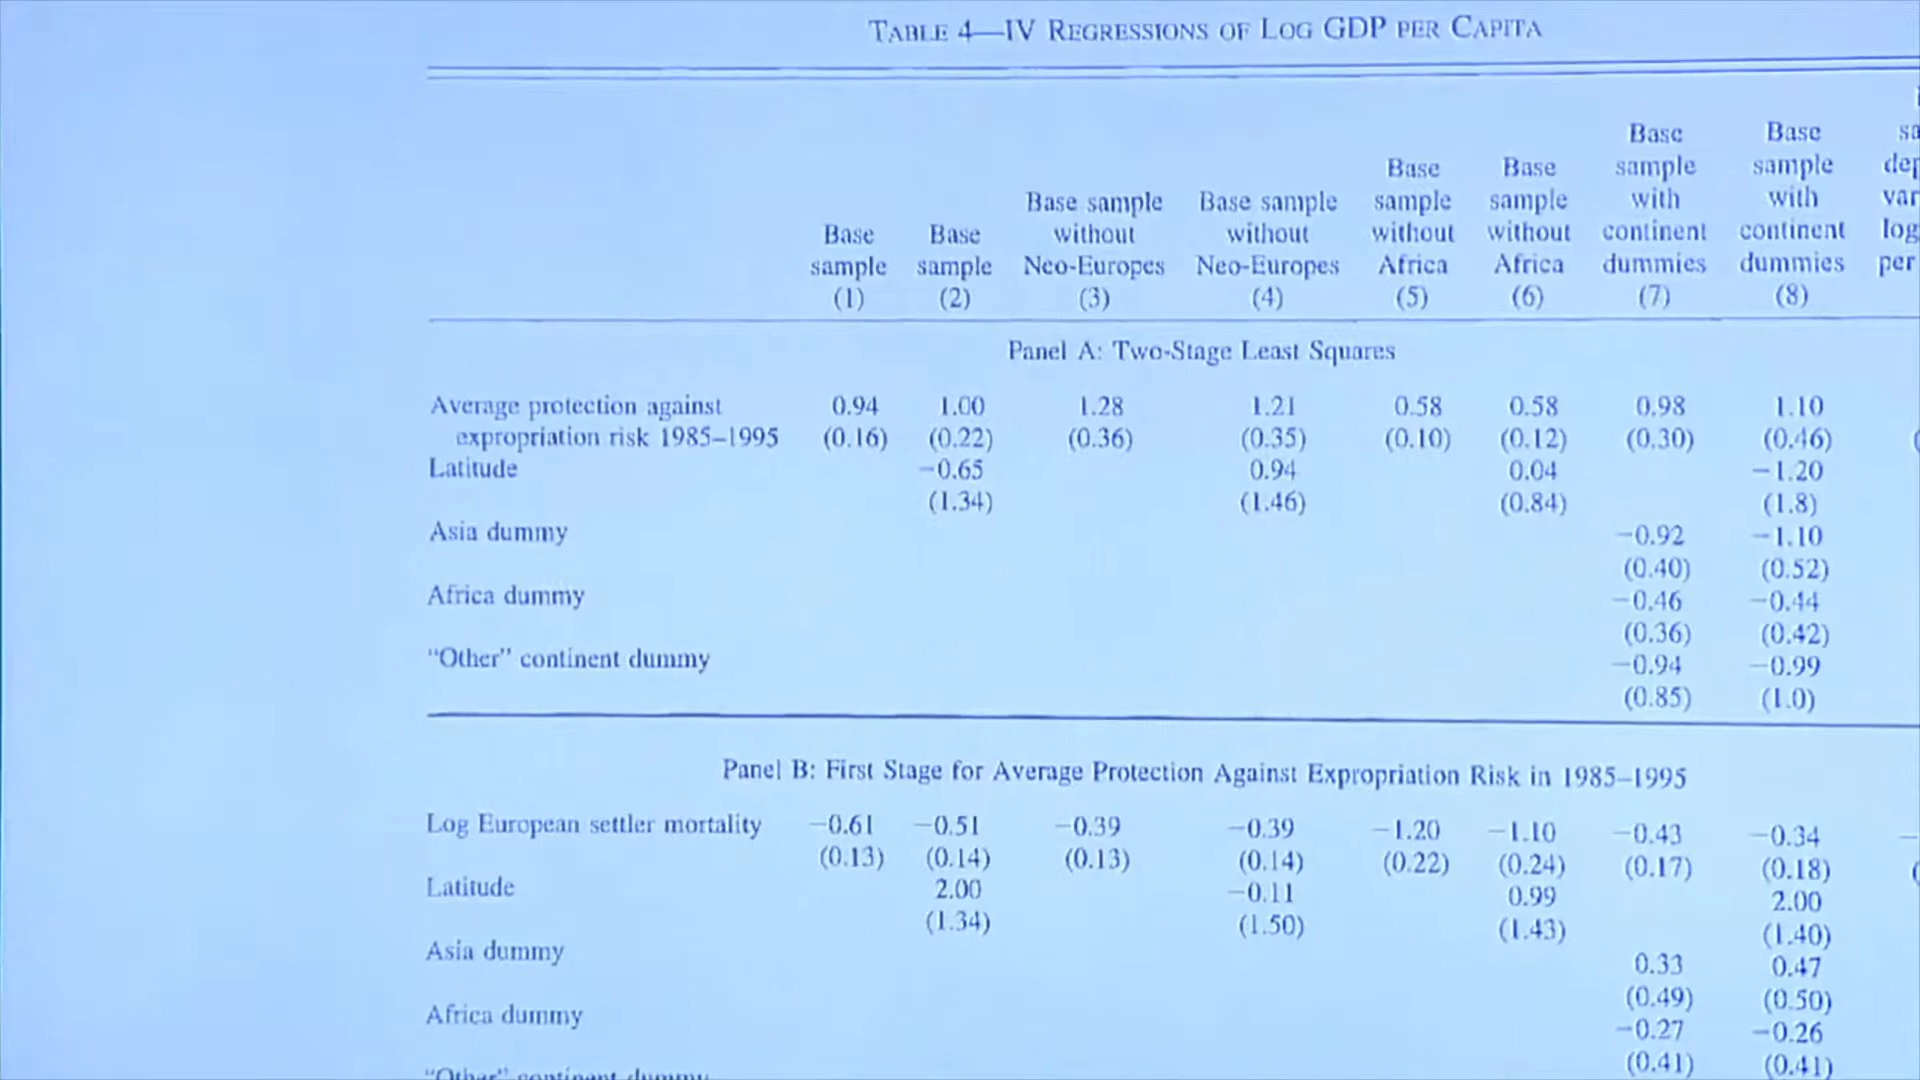 TABLE 4—IV REGRESSIONS OF LOG GDP PER CAPITA
Base Base
Base Base sample sample
Base sample Base sample sample sample with with
Base Base without without without without continent continent
sample sample Neo-Europes Neo-Europes Africa Africa dummies dummies per
(1) (2) (3) (4) (5) (6) (7) (8)
Panel A: Two-Stage Least Squares
Average protection against 0.94 1.00 1.28 1.21 0.58 0.58 0.98 1.10
expropriation risk 1985–1995 (0.16) (0.22) (0.36) (0.35) (0.10) (0.12) (0.30) (0.46)
Latitude −0.65 0.94 0.04 −1.20
(1.34) (1.46) (0.84) (1.8)
Asia dummy −0.92 −1.10
(0.40) (0.52)
Africa dummy −0.46 −0.44
(0.36) (0.42)
"Other" continent dummy −0.94 −0.99
(0.85) (1.0)
Panel B: First Stage for Average Protection Against Expropriation Risk in 1985–1995
Log European settler mortality −0.61 −0.51 −0.39 −0.39 −1.20 −1.10 −0.43 −0.34
(0.13) (0.14) (0.13) (0.14) (0.22) (0.24) (0.17) (0.18)
Latitude 2.00 −0.11 0.99 2.00
(1.34) (1.50) (1.43) (1.40)
Asia dummy 0.33 0.47
(0.49) (0.50)
Africa dummy −0.27 −0.26
(0.41) (0.41)
"Other" continent dummy